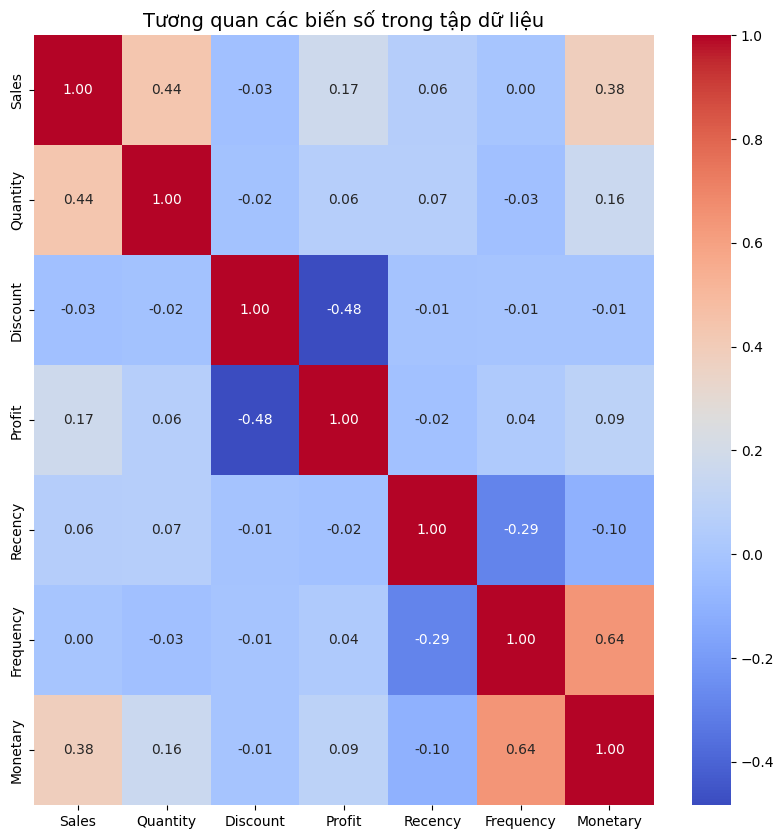 Tương quan các biến số trong tập dữ liệu
Sales 1.00 0.44 -0.03 0.17 0.06 0.00 0.38
Quantity 0.44 1.00 -0.02 0.06 0.07 -0.03 0.16
Discount -0.03 -0.02 1.00 -0.48 -0.01 -0.01 -0.01
Profit 0.17 0.06 -0.48 1.00 -0.02 0.04 0.09
Recency 0.06 0.07 -0.01 -0.02 1.00 -0.29 -0.10
Frequency 0.00 -0.03 -0.01 0.04 -0.29 1.00 0.64
Monetary 0.38 0.16 -0.01 0.09 -0.10 0.64 1.00
Sales Quantity Discount Profit Recency Frequency Monetary
1.0
0.8
0.6
0.4
0.2
0.0
−0.2
−0.4